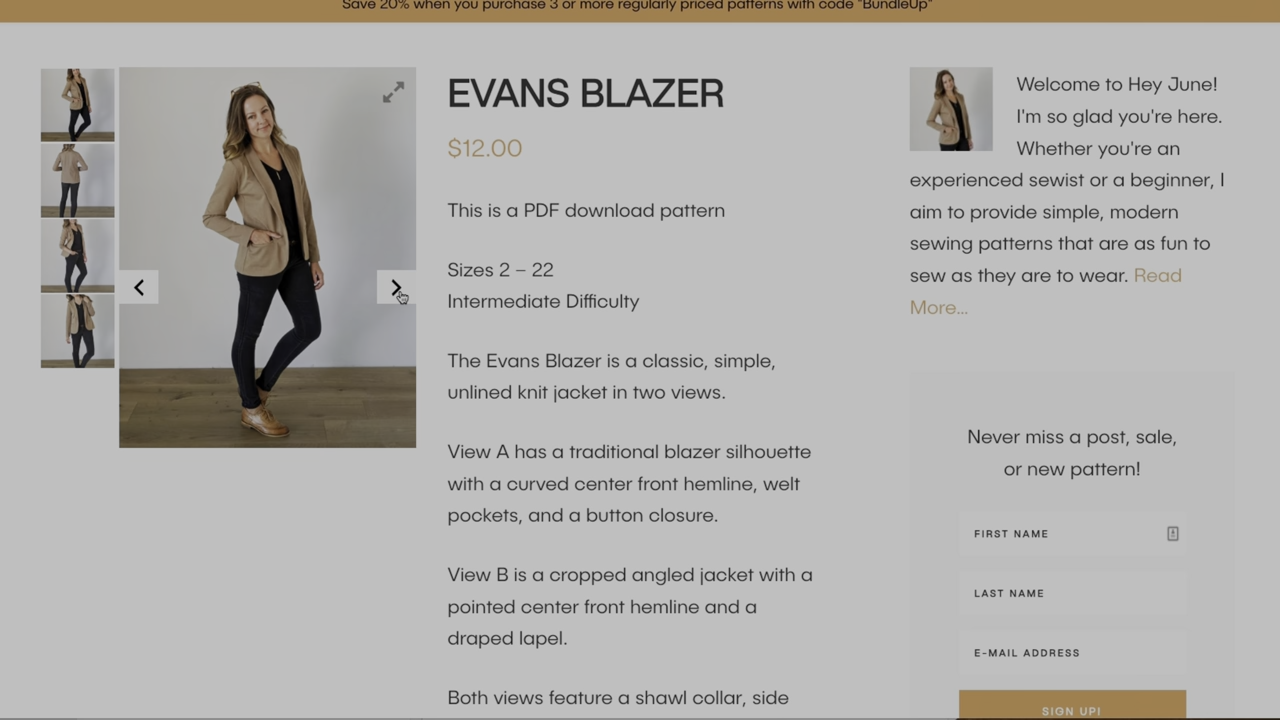 Save 20% when you purchase 3 or more regularly priced patterns with code "BundleUp"
EVANS BLAZER
$12.00
This is a PDF download pattern
Sizes 2 – 22
Intermediate Difficulty
The Evans Blazer is a classic, simple,
unlined knit jacket in two views.
View A has a traditional blazer silhouette
with a curved center front hemline, welt
pockets, and a button closure.
View B is a cropped angled jacket with a
pointed center front hemline and a
draped lapel.
Both views feature a shawl collar, side
Welcome to Hey June!
I'm so glad you're here.
Whether you're an
experienced sewist or a beginner, I
aim to provide simple, modern
sewing patterns that are as fun to
sew as they are to wear. Read
More...
Never miss a post, sale,
or new pattern!
FIRST NAME
LAST NAME
E-MAIL ADDRESS
SIGN UP!